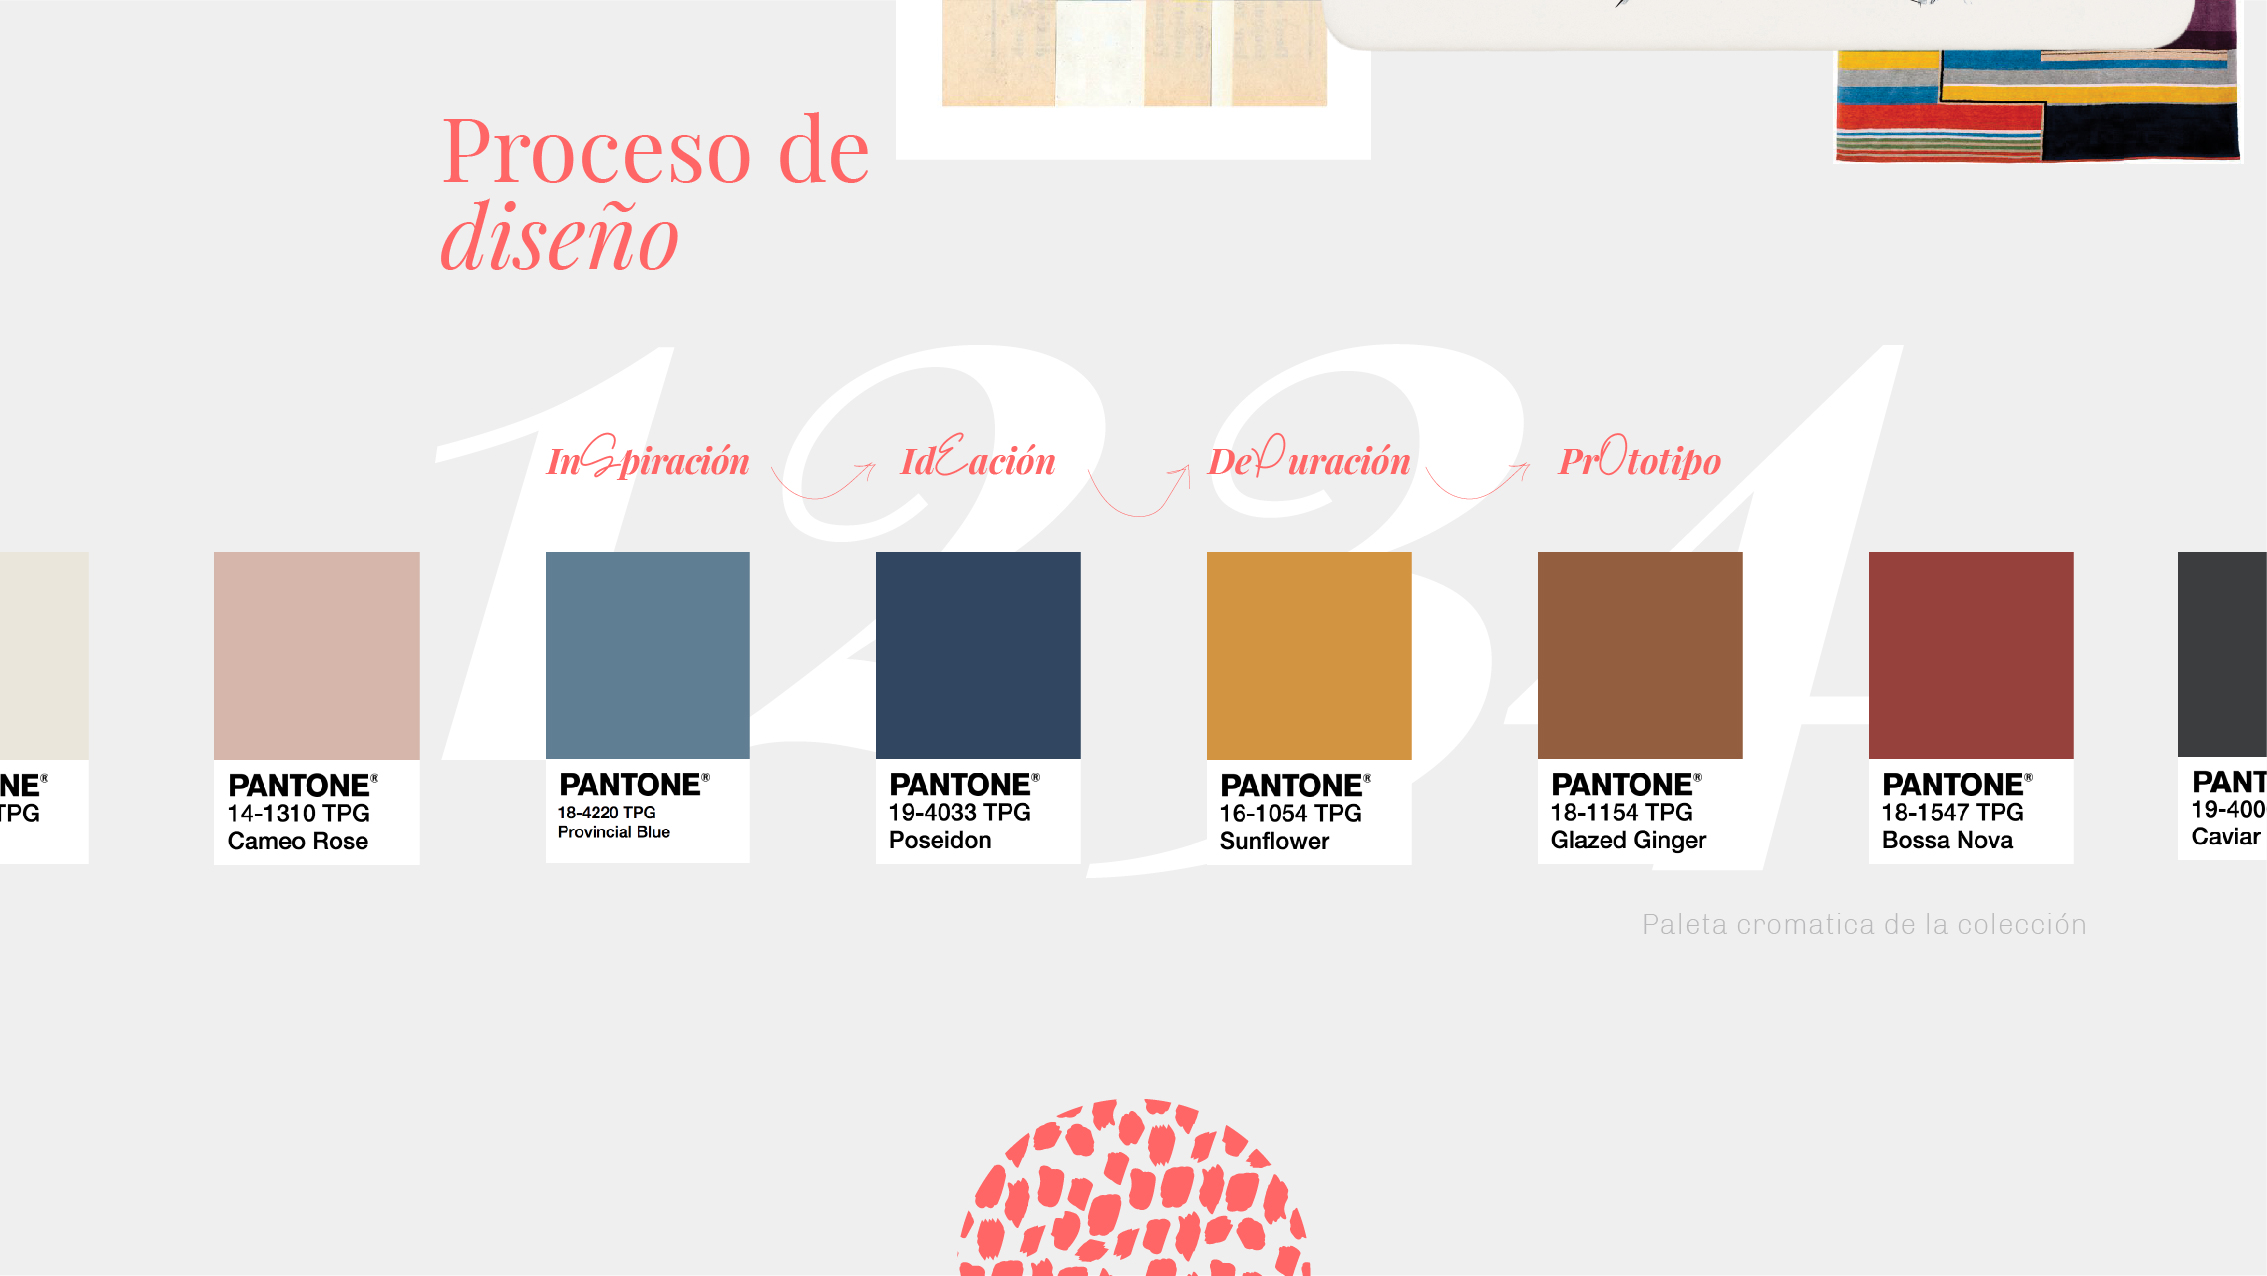 Proceso de
diseño
1 2 3 4
InSpiración
IdEación
DePuración
PrOtotipo
NE®
TPG
PANTONE®
14-1310 TPG
Cameo Rose
PANTONE®
18-4220 TPG
Provincial Blue
PANTONE®
19-4033 TPG
Poseidon
PANTONE®
16-1054 TPG
Sunflower
PANTONE®
18-1154 TPG
Glazed Ginger
PANTONE®
18-1547 TPG
Bossa Nova
PANT
19-400
Caviar
Paleta cromatica de la colección